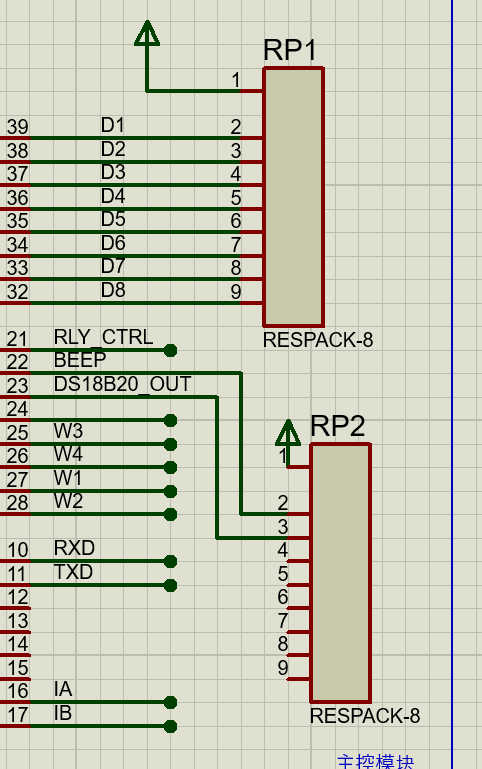 RP1
1
39 D1 2
38 D2 3
37 D3 4
36 D4 5
35 D5 6
34 D6 7
33 D7 8
32 D8 9
RESPACK-8
21 RLY_CTRL
22 BEEP
23 DS18B20_OUT
24
25 W3
26 W4
27 W1
28 W2
RP2
1
2
3
4
5
6
7
8
9
RESPACK-8
10 RXD
11 TXD
12
13
14
15
16 IA
17 IB
主控模块